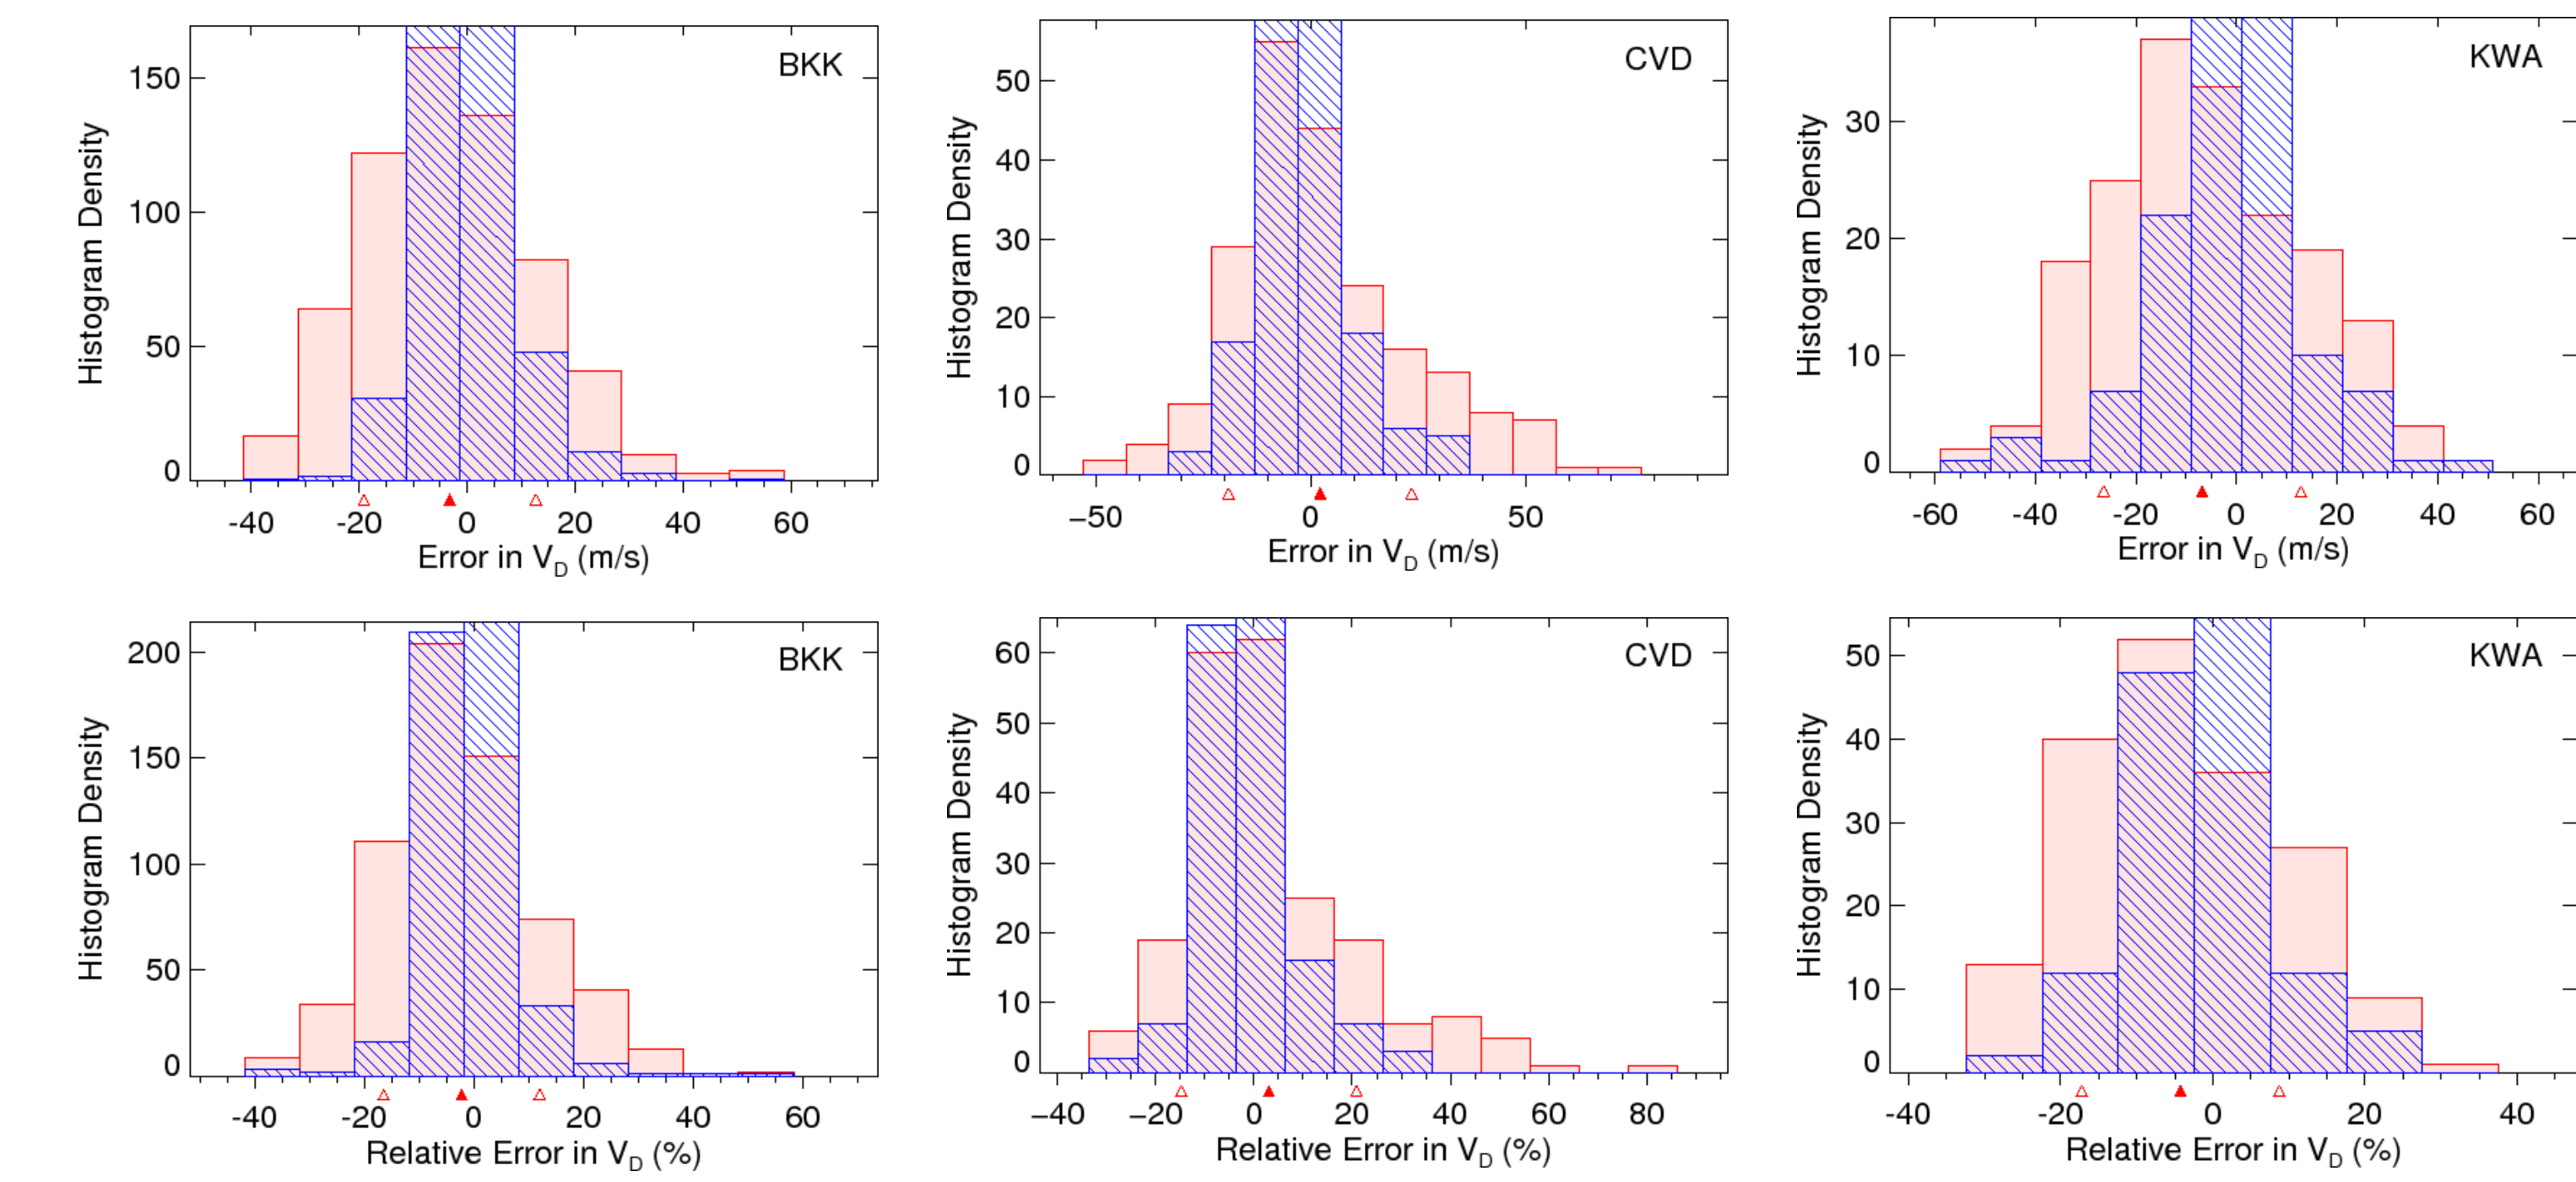 BKK
150
100
50
0
Histogram Density
-40 -20 0 20 40 60
Error in V_D (m/s)
CVD
50
40
30
20
10
0
Histogram Density
−50 0 50
Error in V_D (m/s)
KWA
30
20
10
0
Histogram Density
-60 -40 -20 0 20 40 60
Error in V_D (m/s)
BKK
200
150
100
50
0
Histogram Density
-40 -20 0 20 40 60
Relative Error in V_D (%)
CVD
60
50
40
30
20
10
0
Histogram Density
−40 −20 0 20 40 60 80
Relative Error in V_D (%)
KWA
50
40
30
20
10
0
Histogram Density
-40 -20 0 20 40
Relative Error in V_D (%)